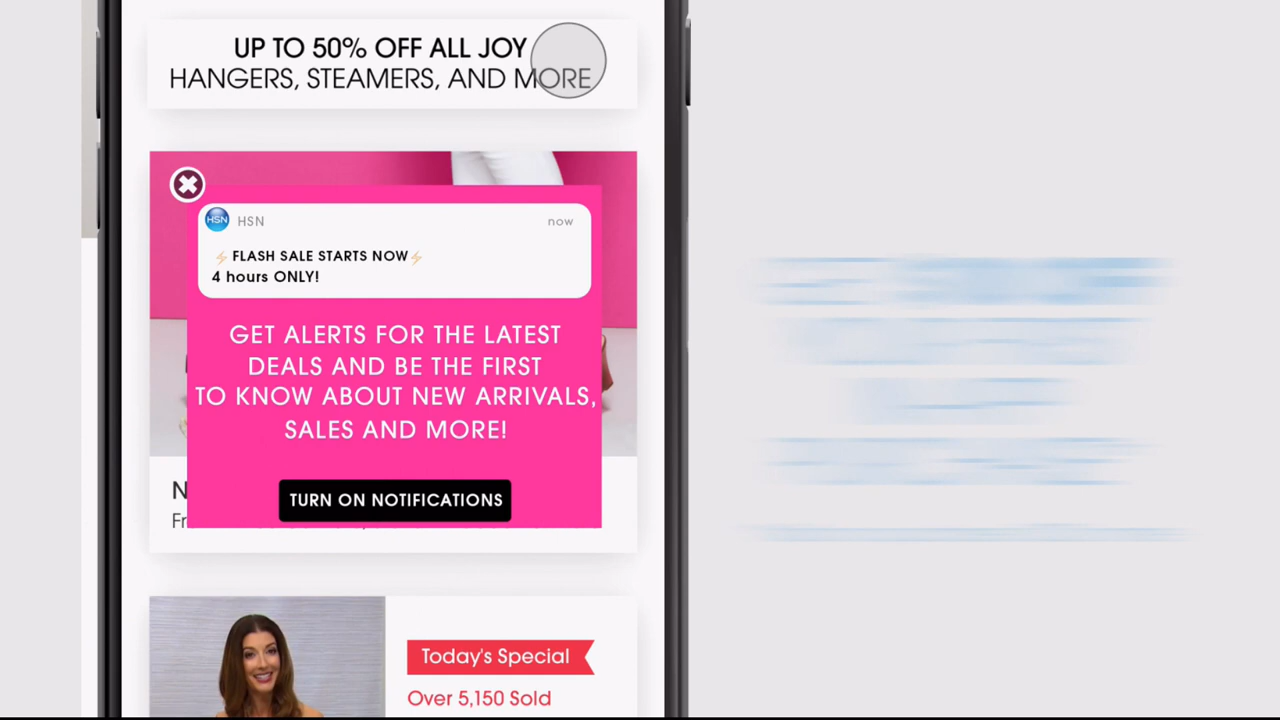 UP TO 50% OFF ALL JOY
HANGERS, STEAMERS, AND MORE
HSN
HSN
now
⚡FLASH SALE STARTS NOW⚡
4 hours ONLY!
GET ALERTS FOR THE LATEST
DEALS AND BE THE FIRST
TO KNOW ABOUT NEW ARRIVALS,
SALES AND MORE!
TURN ON NOTIFICATIONS
Today's Special
Over 5,150 Sold